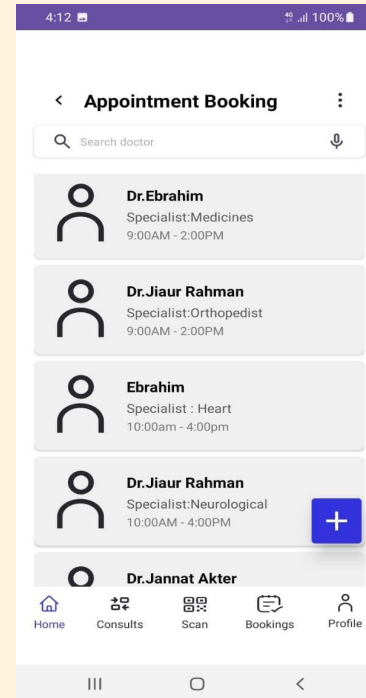 4:12
4G 100%
Appointment Booking
Search doctor
Dr.Ebrahim
Specialist:Medicines
9:00AM - 2:00PM
Dr.Jiaur Rahman
Specialist:Orthopedist
9:00AM - 2:00PM
Ebrahim
Specialist : Heart
10:00am - 4:00pm
Dr.Jiaur Rahman
Specialist:Neurological
10:00AM - 4:00PM
Dr.Jannat Akter
Home Consults Scan Bookings Profile